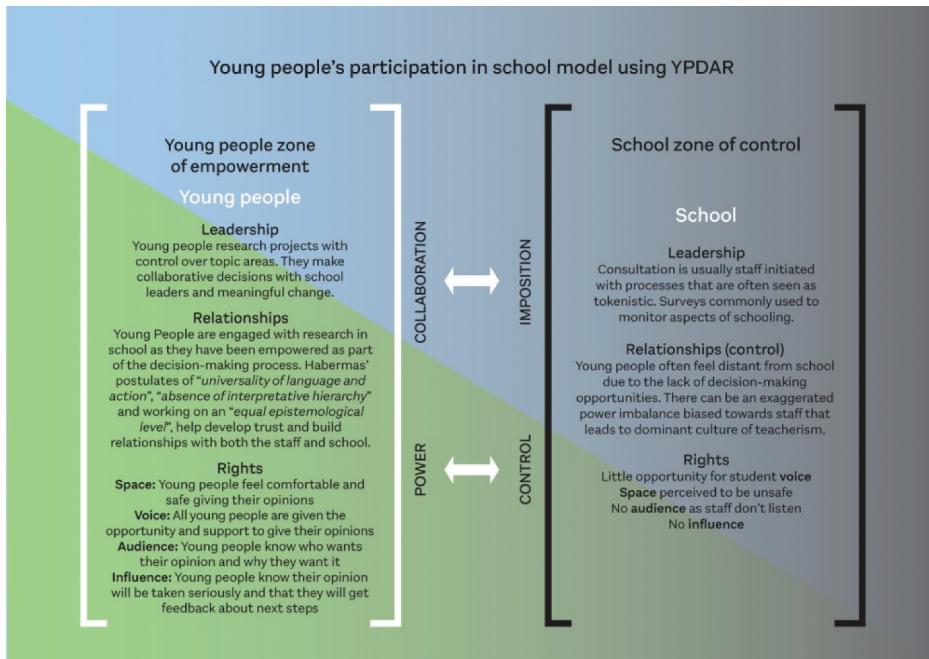 Young people's participation in school model using YPDAR
Young people zone
of empowerment
Young people
Leadership
Young people research projects with
control over topic areas. They make
collaborative decisions with school
leaders and meaningful change.
Relationships
Young People are engaged with research in
school as they have been empowered as part
of the decision-making process. Habermas'
postulates of "universality of language and
action", "absence of interpretative hierarchy"
and working on an "equal epistemological
level", help develop trust and build
relationships with both the staff and school.
Rights
Space: Young people feel comfortable and
safe giving their opinions
Voice: All young people are given the
opportunity and support to give their opinions
Audience: Young people know who wants
their opinion and why they want it
Influence: Young people know their opinion
will be taken seriously and that they will get
feedback about next steps
COLLABORATION
IMPOSITION
POWER
CONTROL
School zone of control
School
Leadership
Consultation is usually staff initiated
with processes that are often seen as
tokenistic. Surveys commonly used to
monitor aspects of schooling.
Relationships (control)
Young people often feel distant from school
due to the lack of decision-making
opportunities. There can be an exaggerated
power imbalance biased towards staff that
leads to dominant culture of teacherism.
Rights
Little opportunity for student voice
Space perceived to be unsafe
No audience as staff don't listen
No influence